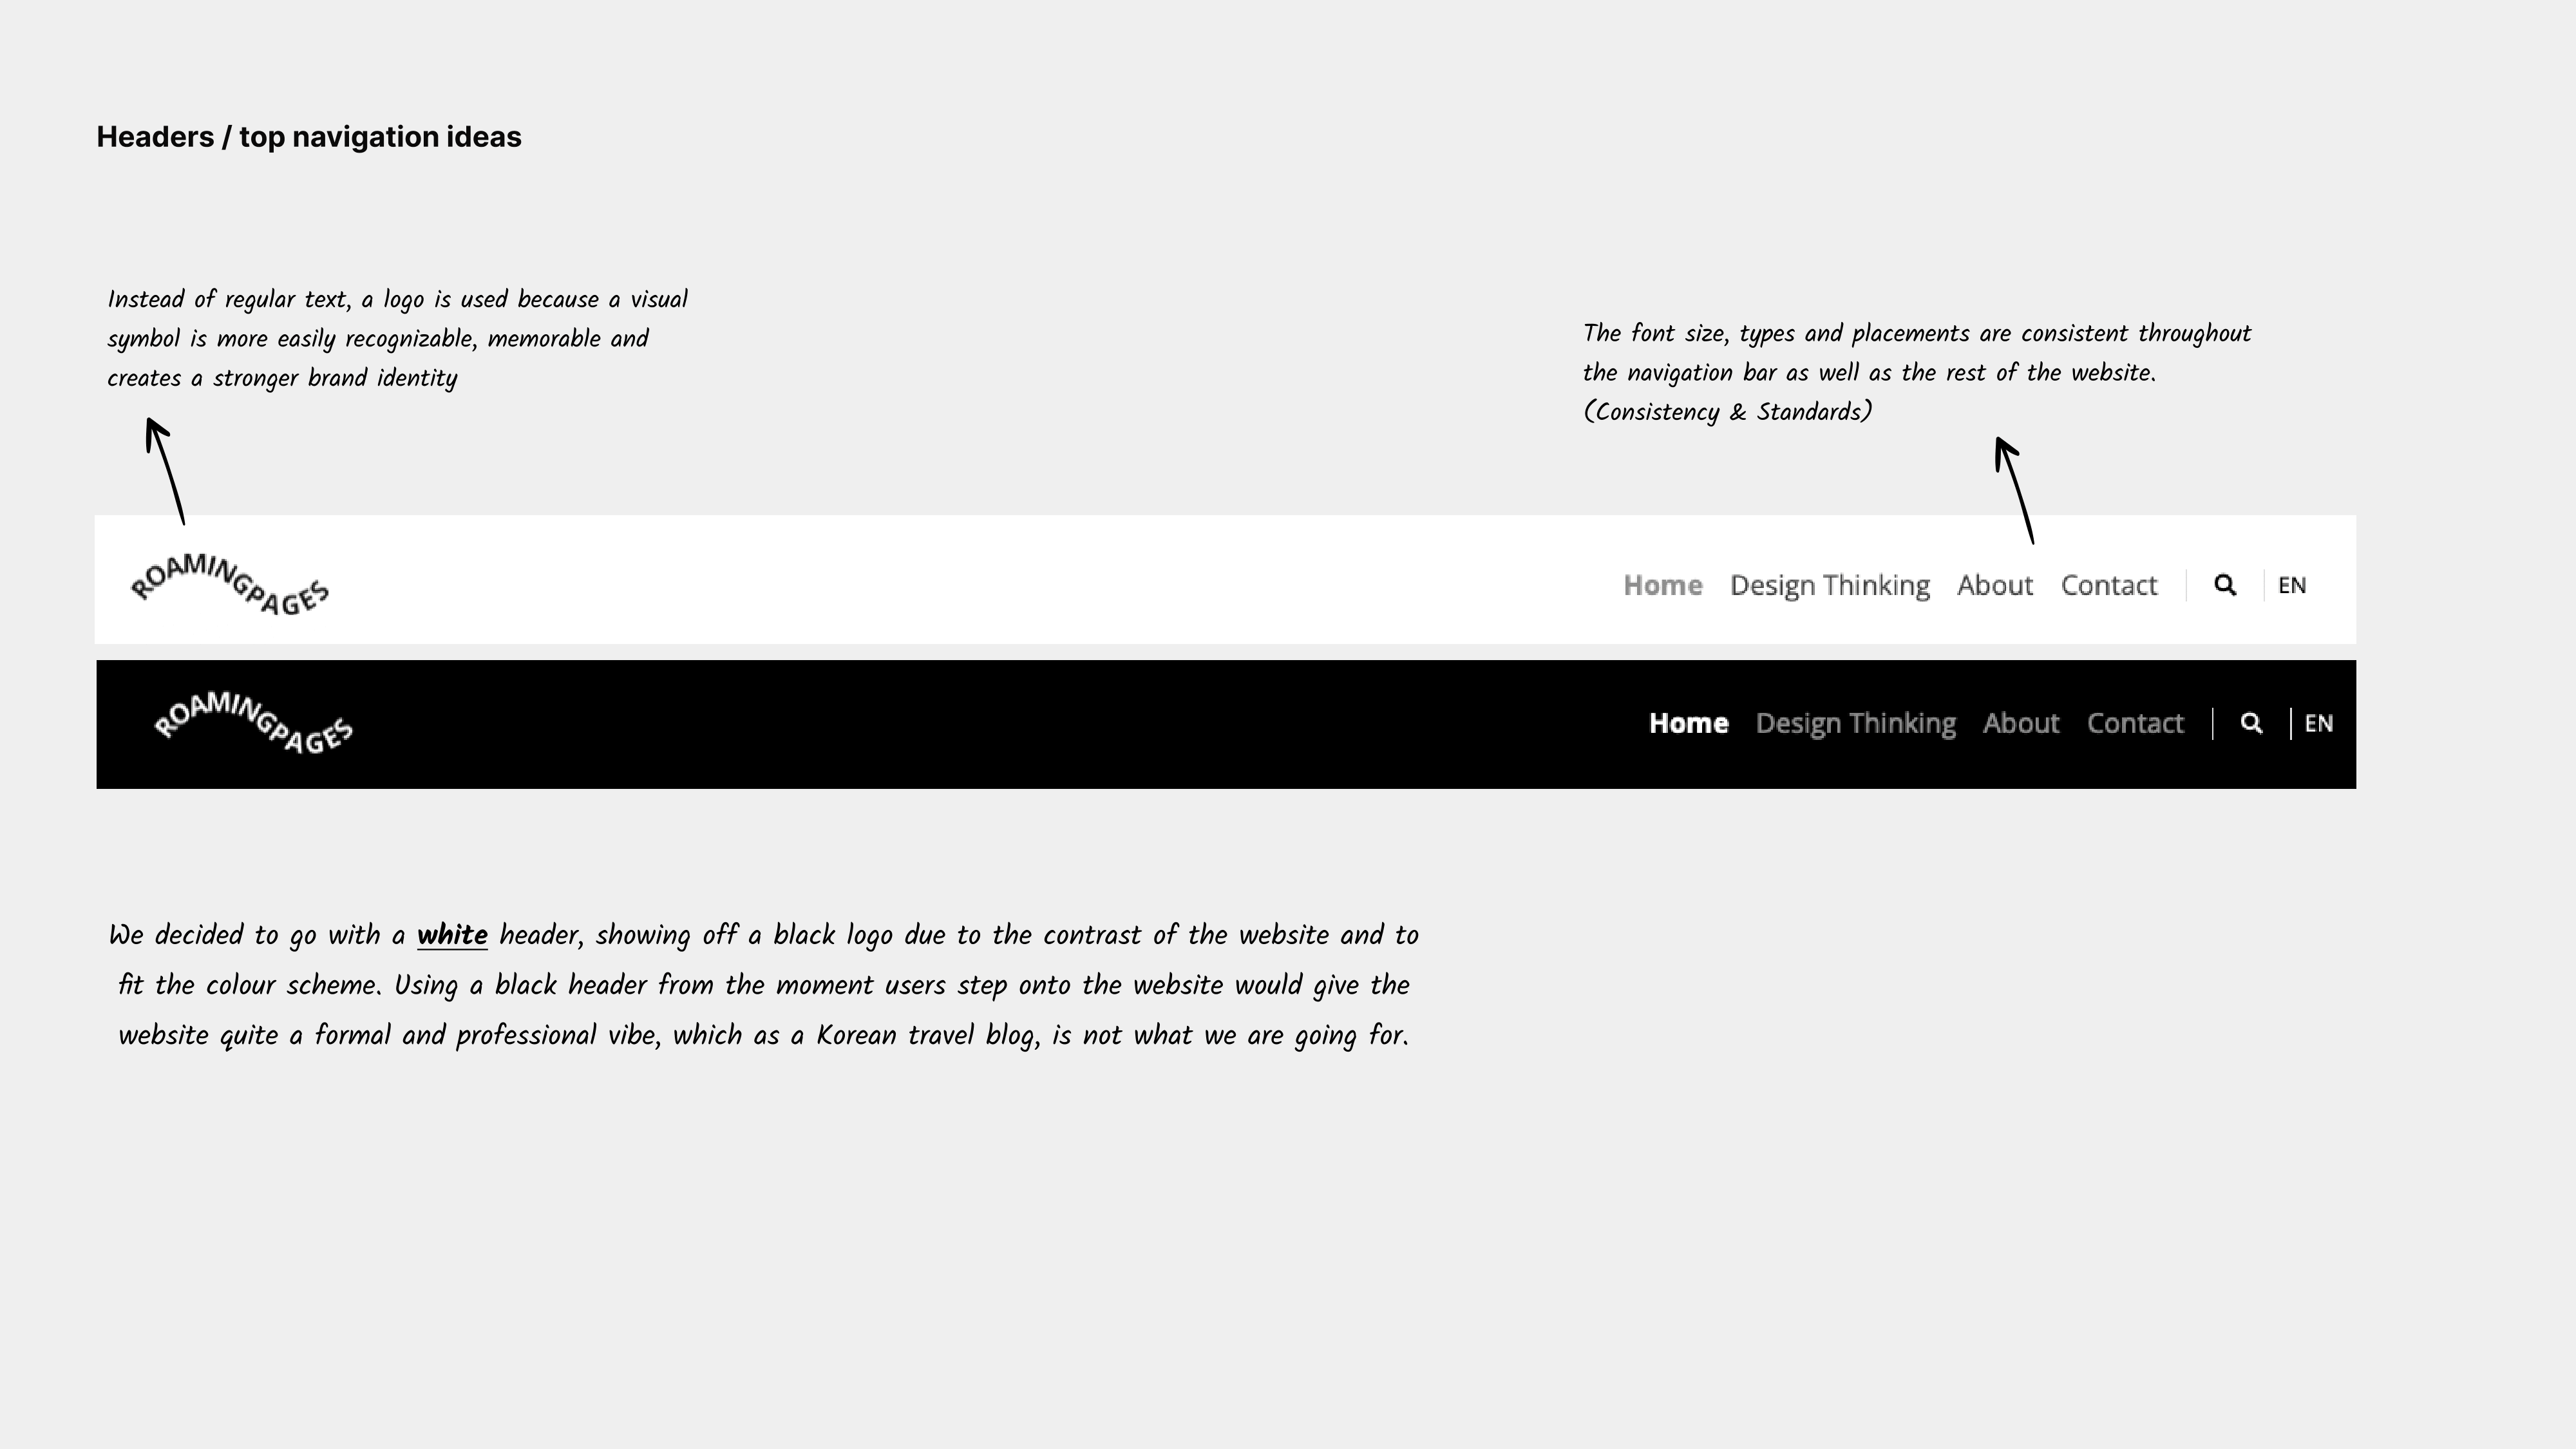 Headers / top navigation ideas
Instead of regular text, a logo is used because a visual
symbol is more easily recognizable, memorable and
creates a stronger brand identity
The font size, types and placements are consistent throughout
the navigation bar as well as the rest of the website.
(Consistency & Standards)
ROAMINGPAGES
Home Design Thinking About Contact EN
ROAMINGPAGES
Home Design Thinking About Contact EN
We decided to go with a white header, showing off a black logo due to the contrast of the website and to
fit the colour scheme. Using a black header from the moment users step onto the website would give the
website quite a formal and professional vibe, which as a Korean travel blog, is not what we are going for.